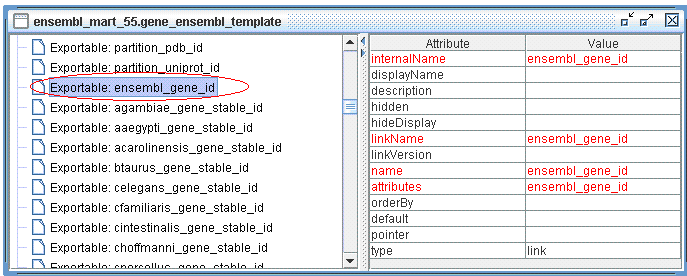 ensembl_mart_55.gene_ensembl_template
Exportable: partition_pdb_id
Exportable: partition_uniprot_id
Exportable: ensembl_gene_id
Exportable: agambiae_gene_stable_id
Exportable: aaegypti_gene_stable_id
Exportable: acarolinensis_gene_stable_id
Exportable: btaurus_gene_stable_id
Exportable: celegans_gene_stable_id
Exportable: cfamiliaris_gene_stable_id
Exportable: cintestinalis_gene_stable_id
Exportable: choffmanni_gene_stable_id
Exportable: cporcellus_gene_stable_id
Attribute Value
internalName ensembl_gene_id
displayName
description
hidden
hideDisplay
linkName ensembl_gene_id
linkVersion
name ensembl_gene_id
attributes ensembl_gene_id
orderBy
default
pointer
type link